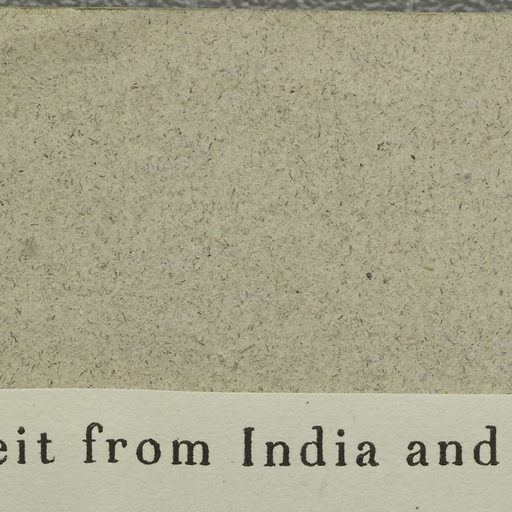 eit from India and